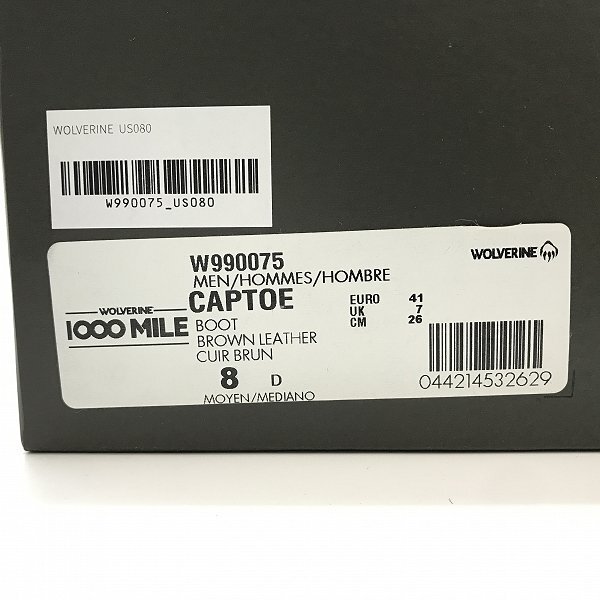 WOLVERINE US080
W990075_US080
W990075
MEN/HOMMES/HOMBRE
CAPTOE
BOOT
BROWN LEATHER
CUIR BRUN
8 D
MOYEN/MEDIANO
WOLVERINE
1000 MILE
EURO 41
UK 7
CM 26
WOLVERINE
044214532629